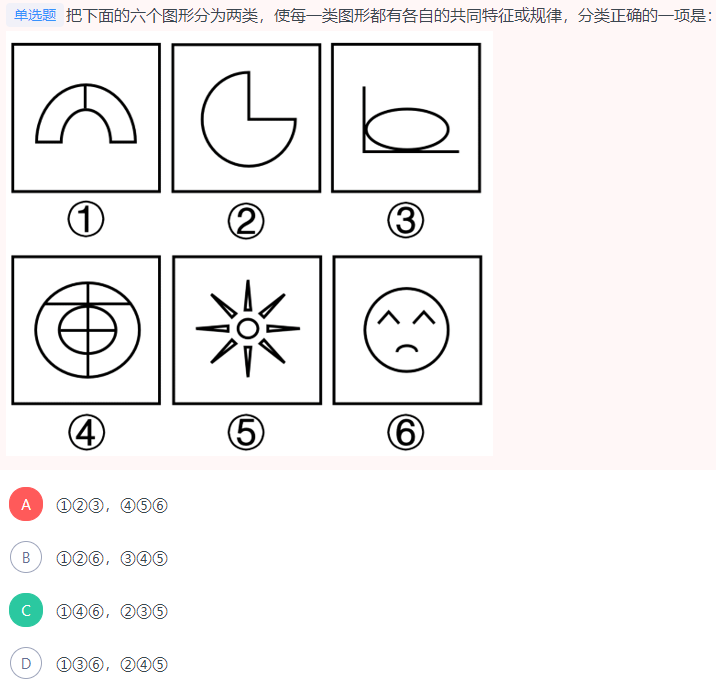 单选题 把下面的六个图形分为两类，使每一类图形都有各自的共同特征或规律，分类正确的一项是：
① ② ③
④ ⑤ ⑥
A ①②③，④⑤⑥
B ①②⑥，③④⑤
C ①④⑥，②③⑤
D ①③⑥，②④⑤